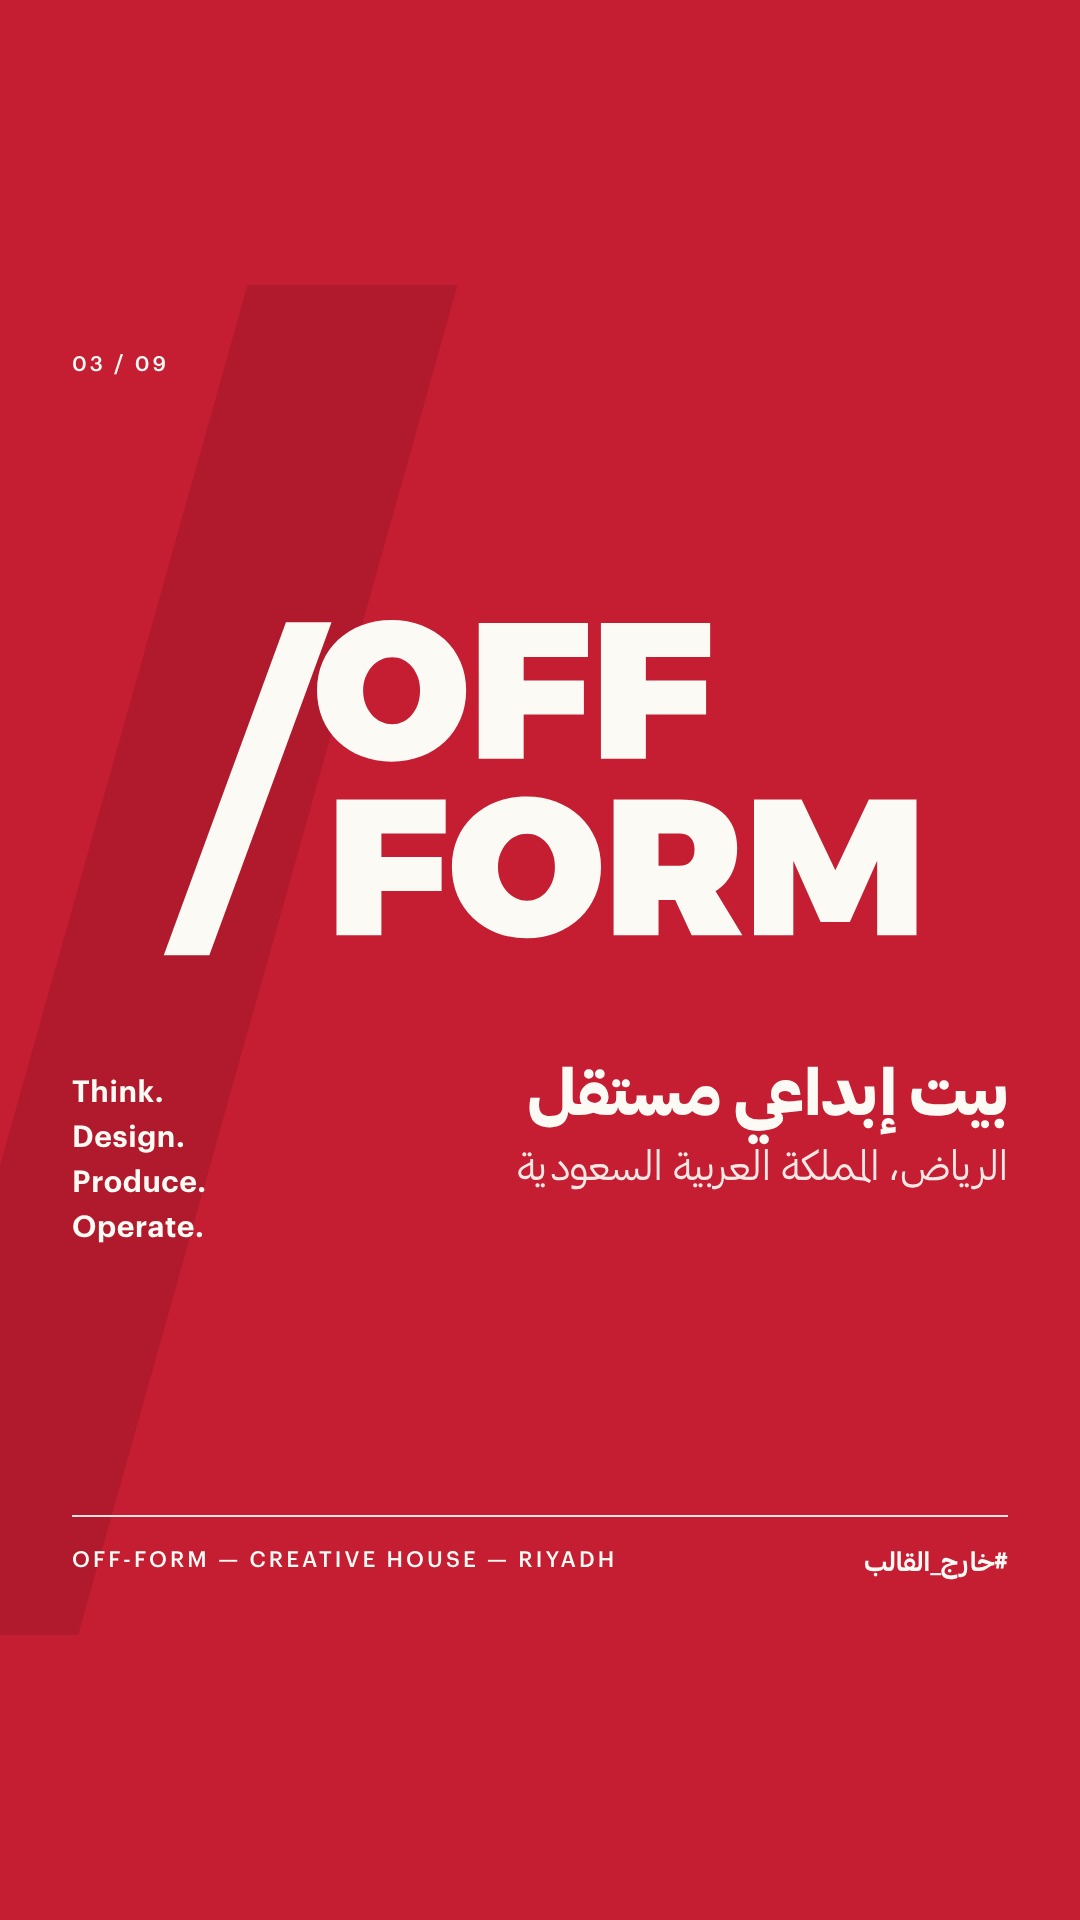 03 / 09
/OFF
FORM
Think.
Design.
Produce.
Operate.
بيت إبداعي مستقل
الرياض، المملكة العربية السعودية
OFF-FORM — CREATIVE HOUSE — RIYADH
#خارج_القالب